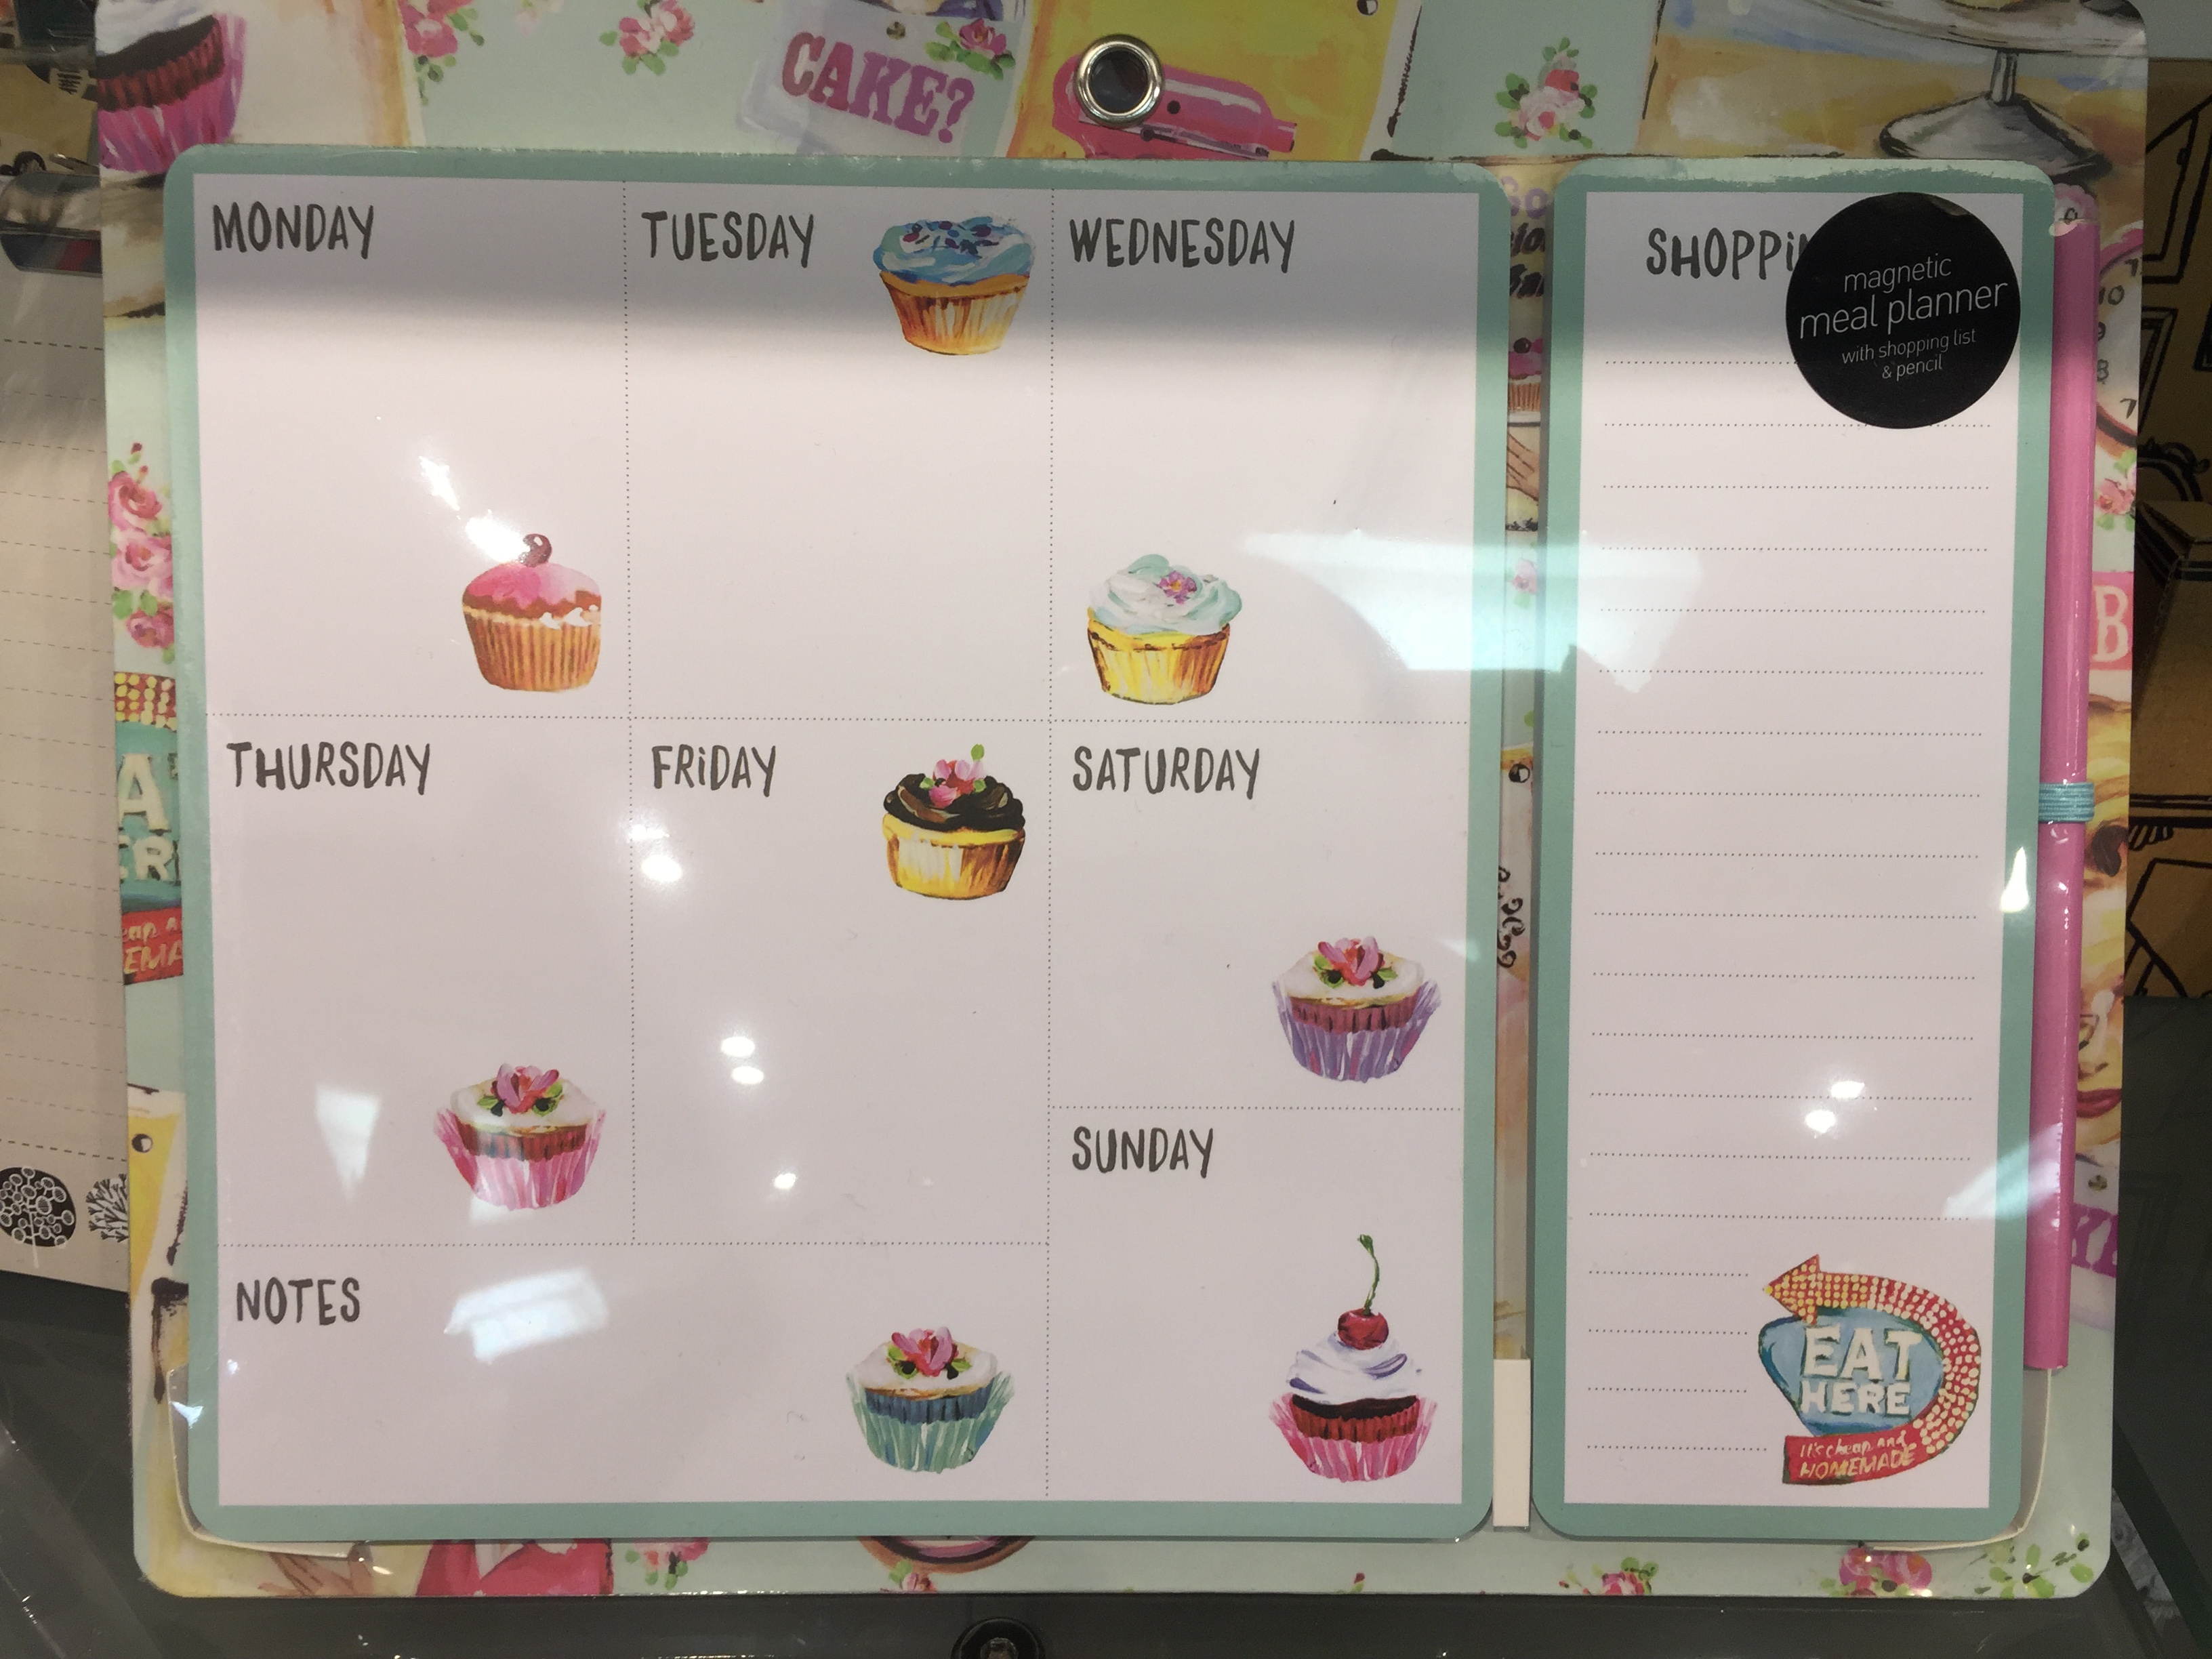 CAKE?
MONDAY
TUESDAY
WEDNESDAY
SHOPPI
magnetic
meal planner
with shopping list
& pencil
THURSDAY
FRiDAY
SATURDAY
SUNDAY
NOTES
EAT
HERE
It's cheap and
HOMEMADE
B